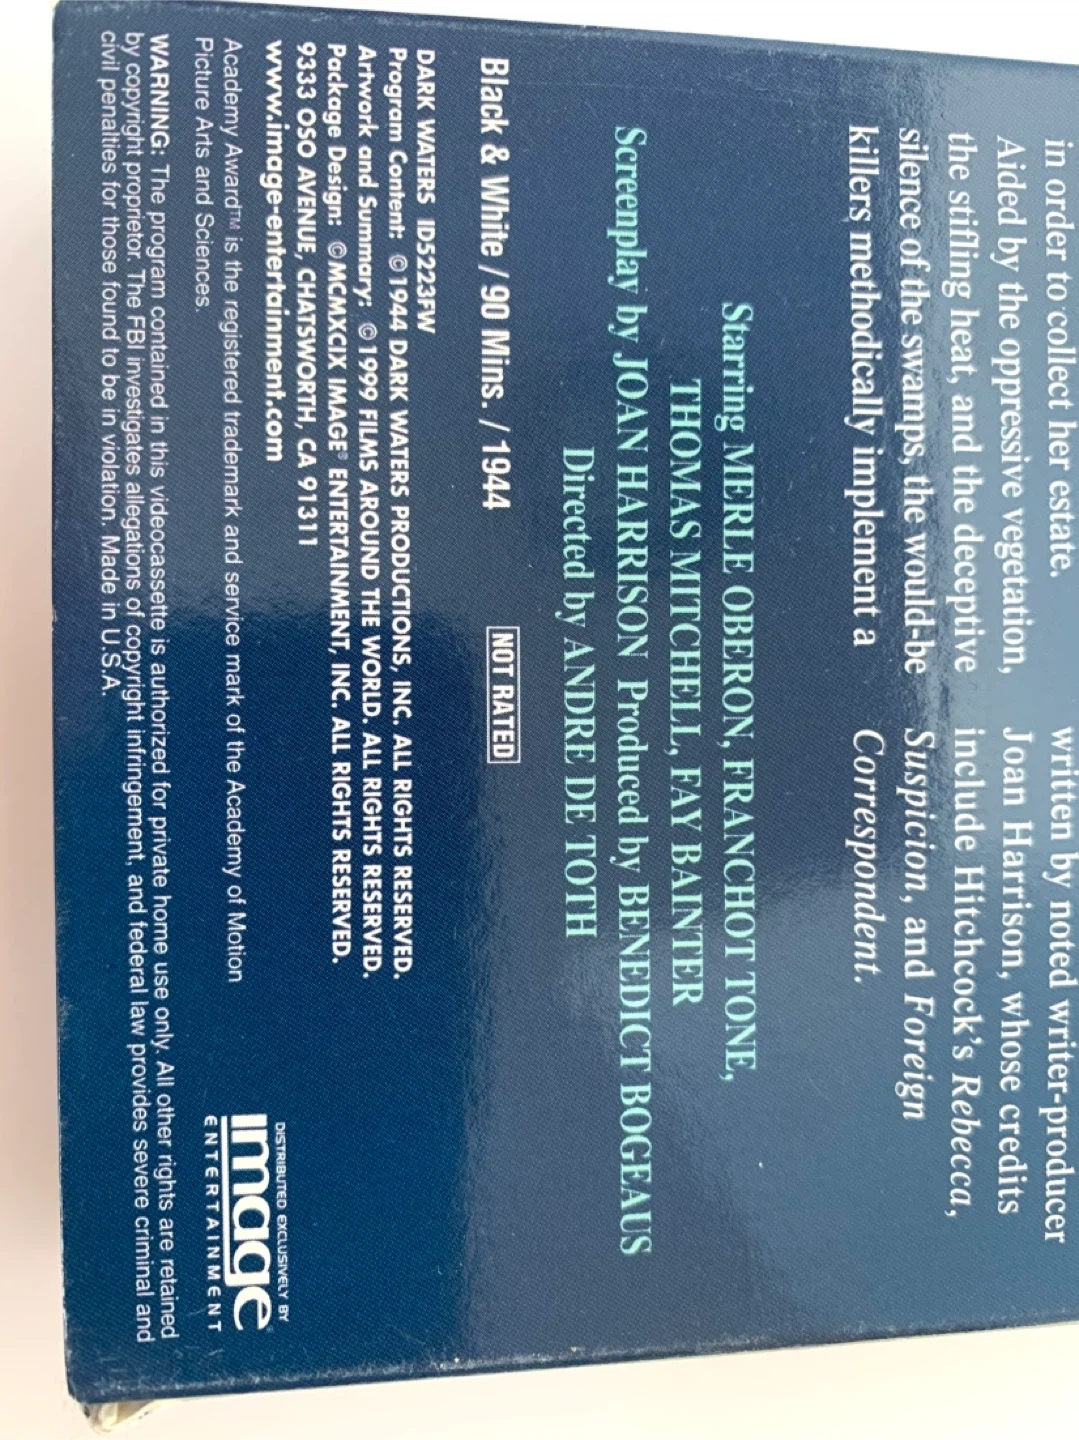 in order to collect her estate.
Aided by the oppressive vegetation,
the stifling heat, and the deceptive
silence of the swamps, the would-be
killers methodically implement a
written by noted writer-producer
Joan Harrison, whose credits
include Hitchcock's Rebecca,
Suspicion, and Foreign
Correspondent.
Starring MERLE OBERON, FRANCHOT TONE,
THOMAS MITCHELL, FAY BAINTER
Screenplay by JOAN HARRISON Produced by BENEDICT BOGEAUS
Directed by ANDRE DE TOTH
Black & White / 90 Mins. / 1944 NOT RATED
DARK WATERS ID5223FW
Program Content: ©1944 DARK WATERS PRODUCTIONS, INC. ALL RIGHTS RESERVED.
Artwork and Summary: ©1999 FILMS AROUND THE WORLD. ALL RIGHTS RESERVED.
Package Design: ©MCMXCIX IMAGE® ENTERTAINMENT, INC. ALL RIGHTS RESERVED.
9333 OSO AVENUE, CHATSWORTH, CA 91311
www.image-entertainment.com
Academy Award™ is the registered trademark and service mark of the Academy of Motion
Picture Arts and Sciences.
DISTRIBUTED EXCLUSIVELY BY
image
ENTERTAINMENT
WARNING: The program contained in this videocassette is authorized for private home use only. All other rights are retained
by copyright proprietor. The FBI investigates allegations of copyright infringement, and federal law provides severe criminal and
civil penalties for those found to be in violation. Made in U.S.A.